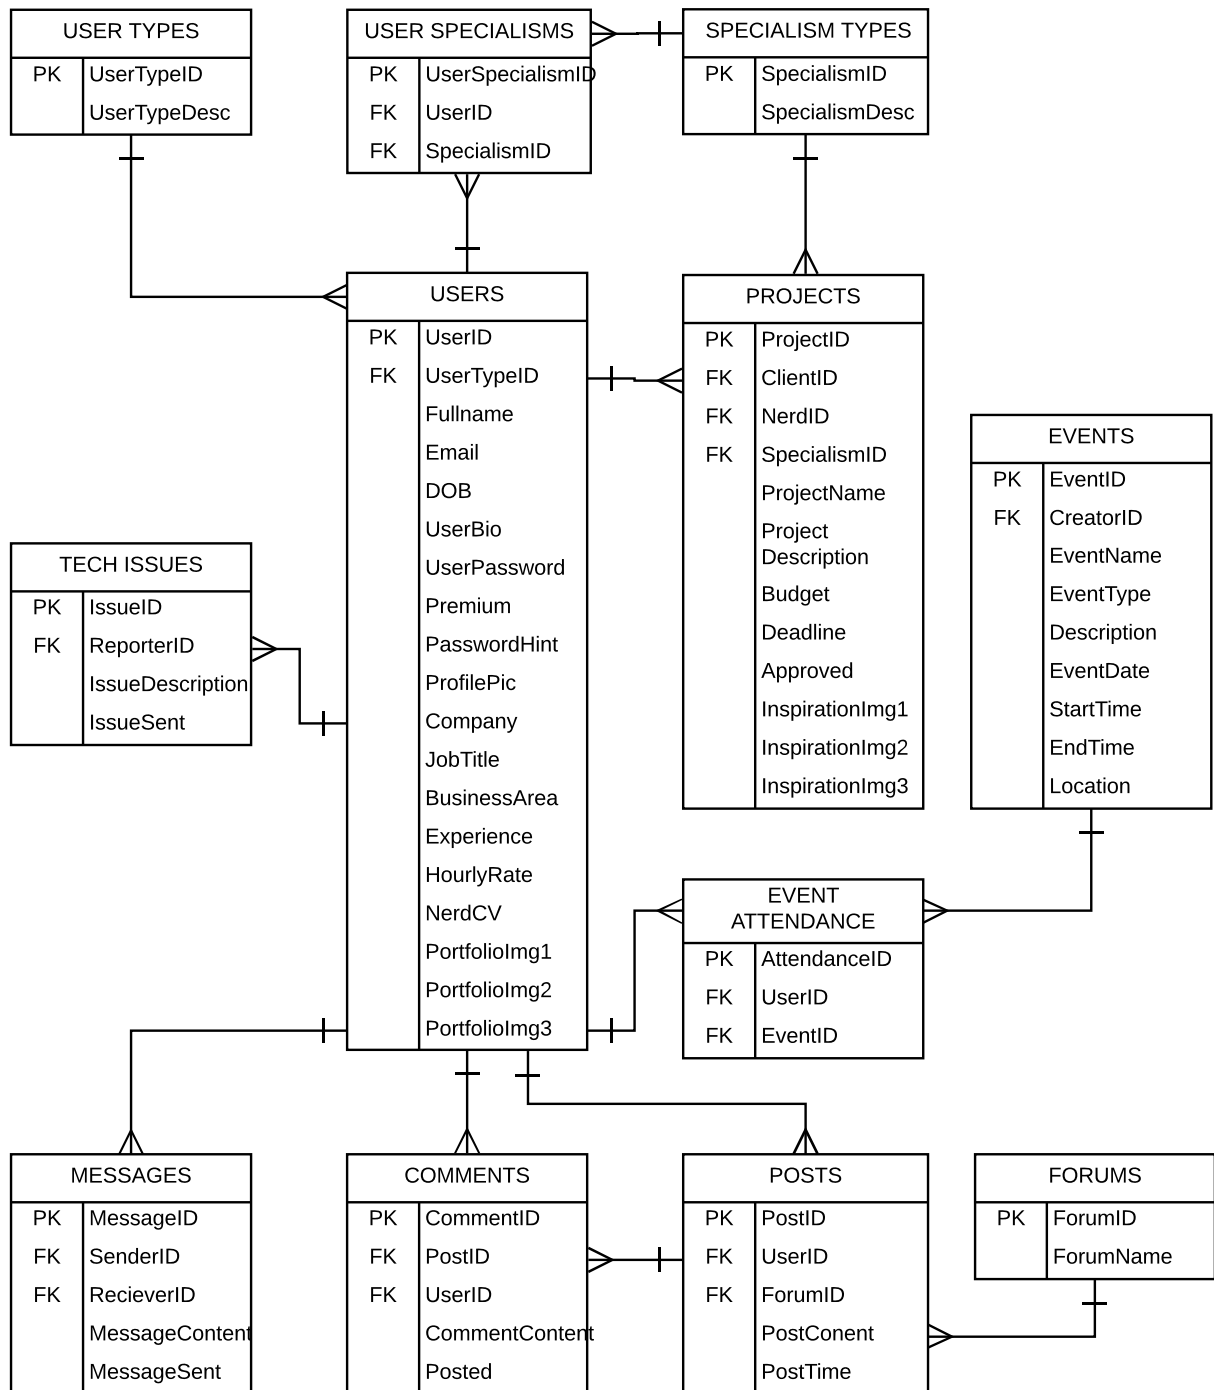 USER TYPES
PK UserTypeID
UserTypeDesc
USER SPECIALISMS
PK UserSpecialismID
FK UserID
FK SpecialismID
SPECIALISM TYPES
PK SpecialismID
SpecialismDesc
USERS
PK UserID
FK UserTypeID
Fullname
Email
DOB
UserBio
UserPassword
Premium
PasswordHint
ProfilePic
Company
JobTitle
BusinessArea
Experience
HourlyRate
NerdCV
PortfolioImg1
PortfolioImg2
PortfolioImg3
PROJECTS
PK ProjectID
FK ClientID
FK NerdID
FK SpecialismID
ProjectName
Project
Description
Budget
Deadline
Approved
InspirationImg1
InspirationImg2
InspirationImg3
EVENTS
PK EventID
FK CreatorID
EventName
EventType
Description
EventDate
StartTime
EndTime
Location
TECH ISSUES
PK IssueID
FK ReporterID
IssueDescription
IssueSent
EVENT
ATTENDANCE
PK AttendanceID
FK UserID
FK EventID
MESSAGES
PK MessageID
FK SenderID
FK RecieverID
MessageContent
MessageSent
COMMENTS
PK CommentID
FK PostID
FK UserID
CommentContent
Posted
POSTS
PK PostID
FK UserID
FK ForumID
PostConent
PostTime
FORUMS
PK ForumID
ForumName